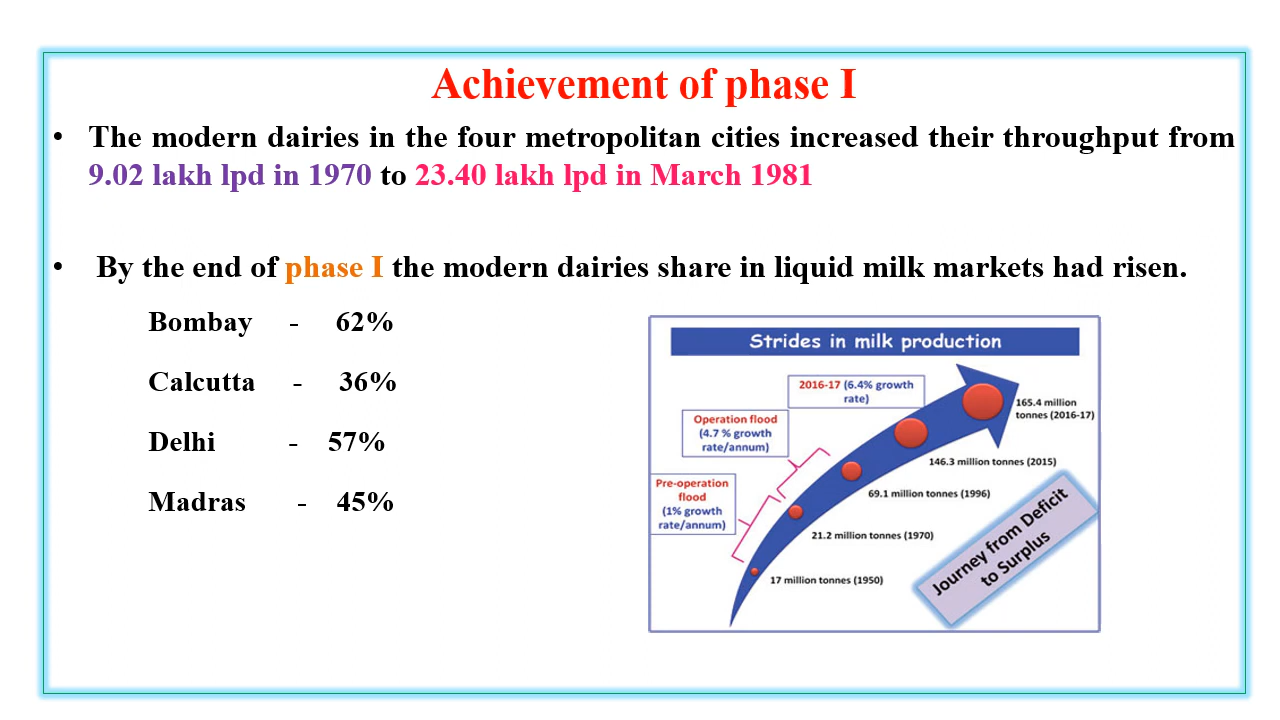 Achievement of phase I
• The modern dairies in the four metropolitan cities increased their throughput from
9.02 lakh lpd in 1970 to 23.40 lakh lpd in March 1981
• By the end of phase I the modern dairies share in liquid milk markets had risen.
Bombay - 62%
Calcutta - 36%
Delhi - 57%
Madras - 45%
Strides in milk production
2016-17 (6.4% growth
rate)
165.4 million
tonnes (2016-17)
Operation flood
(4.7 % growth
rate/annum)
146.3 million tonnes (2015)
Pre-operation
flood
(1% growth
rate/annum)
69.1 million tonnes (1996)
21.2 million tonnes (1970)
17 million tonnes (1950)
Journey from Deficit
to Surplus